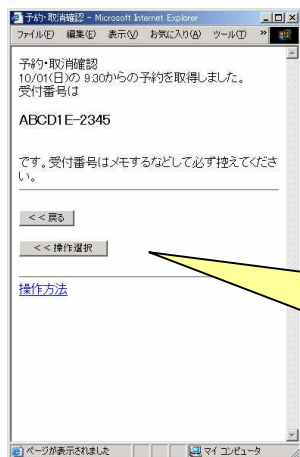 予約・取消確認 - Microsoft Internet Explorer
ファイル(F) 編集(E) 表示(V) お気に入り(A) ツール(T) »
予約・取消確認
10/01(日)の 9:30からの予約を取得しました。
受付番号は
ABCD1E-2345
です。受付番号はメモするなどして必ず控えてくださ
い。
<<戻る
<<操作選択
操作方法
ページが表示されました マイ コンピュータ